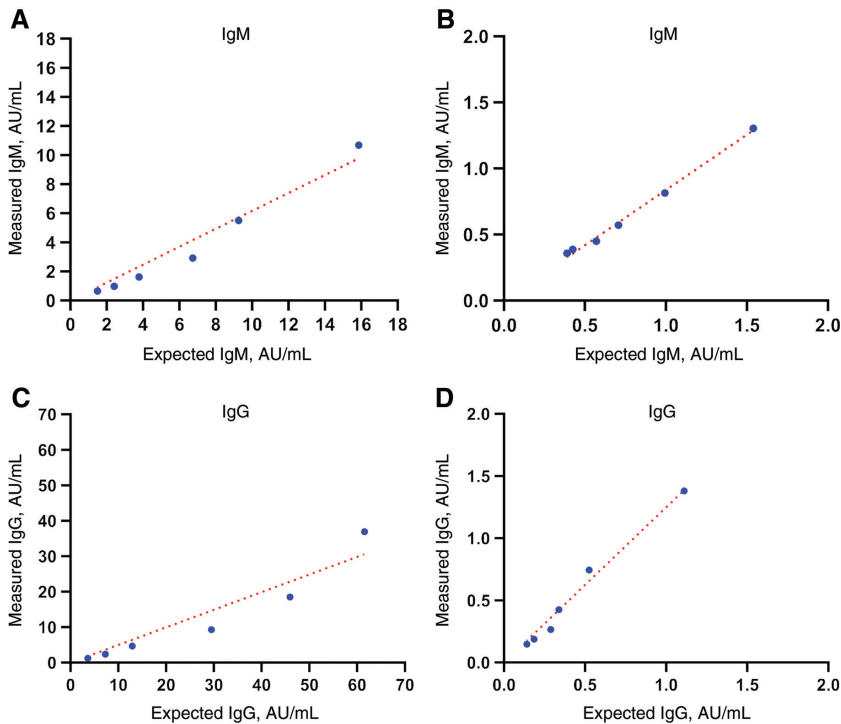 A
IgM
18
16
14
12
10
8
6
4
2
0
Measured IgM, AU/mL
0 2 4 6 8 10 12 14 16 18
Expected IgM, AU/mL
B
IgM
2.0
1.5
1.0
0.5
0.0
Measured IgM, AU/mL
0.0 0.5 1.0 1.5 2.0
Expected IgM, AU/mL
C
IgG
70
60
50
40
30
20
10
0
Measured IgG, AU/mL
0 10 20 30 40 50 60 70
Expected IgG, AU/mL
D
IgG
2.0
1.5
1.0
0.5
0.0
Measured IgG, AU/mL
0.0 0.5 1.0 1.5 2.0
Expected IgG, AU/mL